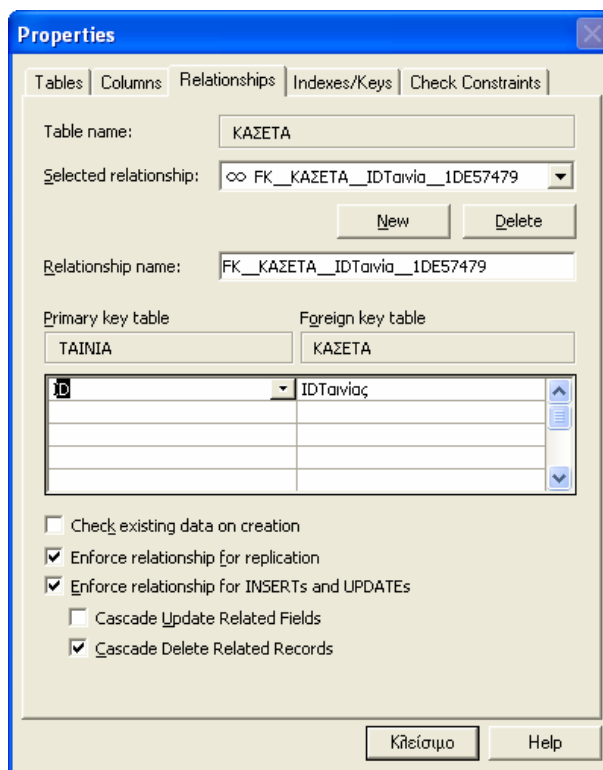 Properties
Tables Columns Relationships Indexes/Keys Check Constraints
Table name: ΚΑΣΕΤΑ
Selected relationship: ∞ FK__ΚΑΣΕΤΑ__IDΤαινία__1DE57479
New Delete
Relationship name: FK__ΚΑΣΕΤΑ__IDΤαινία__1DE57479
Primary key table Foreign key table
ΤΑΙΝΙΑ ΚΑΣΕΤΑ
ID IDΤαινίας
Check existing data on creation
Enforce relationship for replication
Enforce relationship for INSERTs and UPDATEs
Cascade Update Related Fields
Cascade Delete Related Records
Κλείσιμο Help